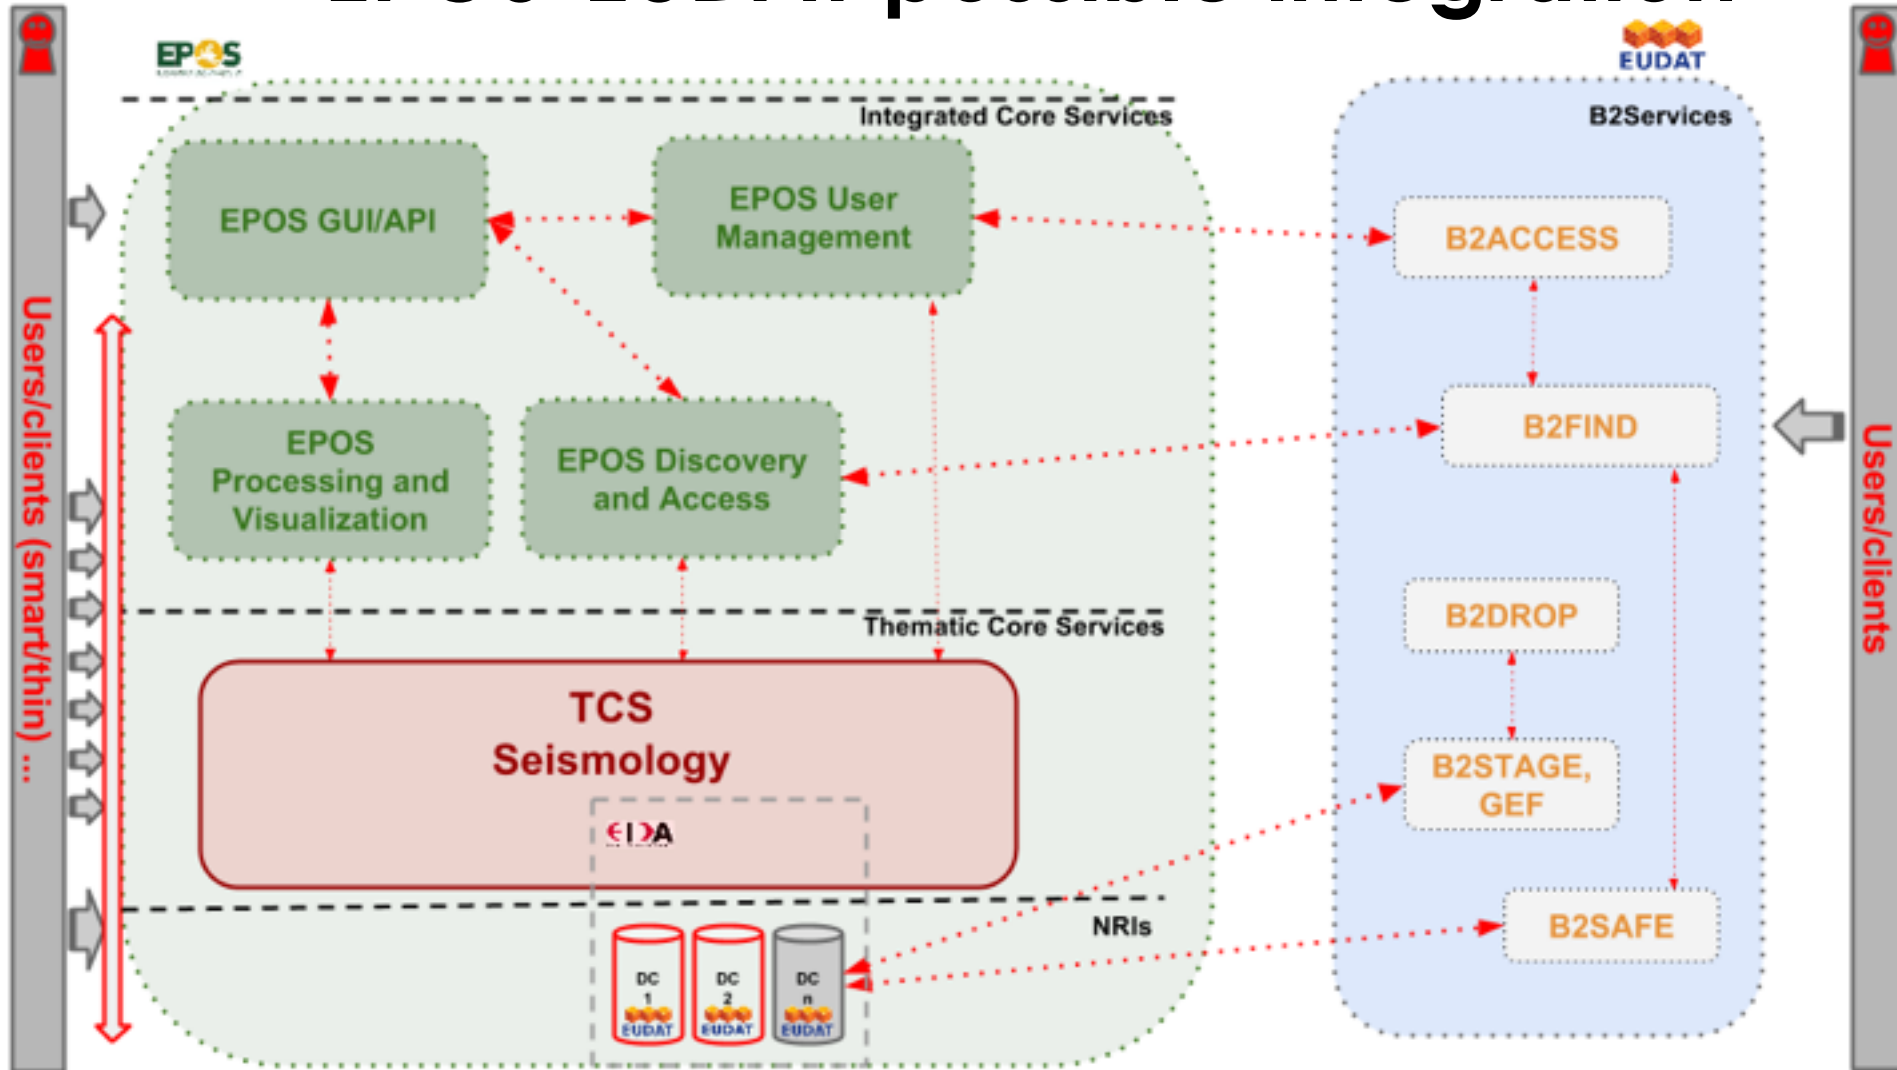 EPOS
EUDAT
Integrated Core Services
B2Services
EPOS GUI/API
EPOS User
Management
B2ACCESS
Users/clients (smart/thin) ...
EPOS
Processing and
Visualization
EPOS Discovery
and Access
B2FIND
Users/clients
B2DROP
Thematic Core Services
TCS
Seismology
B2STAGE,
GEF
EIDA
NRIs
B2SAFE
DC
1
EUDAT
DC
2
EUDAT
DC
n
EUDAT